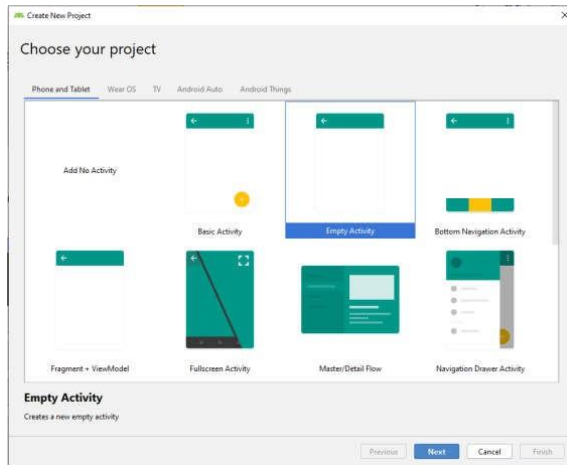 Create New Project
Choose your project
Phone and Tablet Wear OS TV Android Auto Android Things
Add No Activity
Basic Activity
Empty Activity
Bottom Navigation Activity
Fragment + ViewModel
Fullscreen Activity
Master/Detail Flow
Navigation Drawer Activity
Empty Activity
Creates a new empty activity
Previous Next Cancel Finish